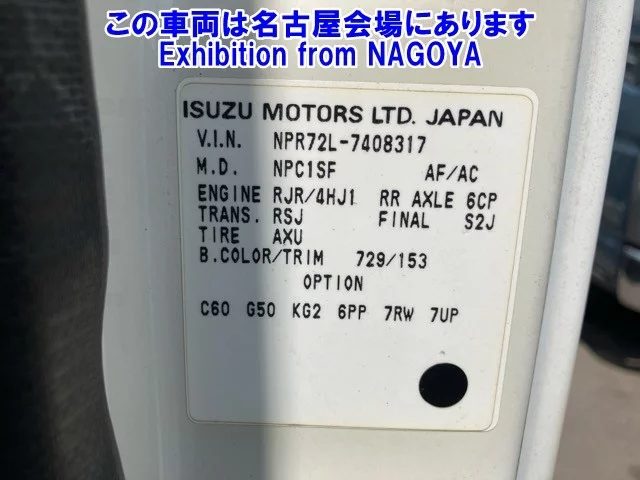 この車両は名古屋会場にあります
Exhibition from NAGOYA
ISUZU MOTORS LTD. JAPAN
V.I.N. NPR72L-7408317
M.D. NPC1SF AF/AC
ENGINE RJR/4HJ1 RR AXLE 6CP
TRANS. RSJ FINAL S2J
TIRE AXU
B.COLOR/TRIM 729/153
OPTION
C60 G50 KG2 6PP 7RW 7UP